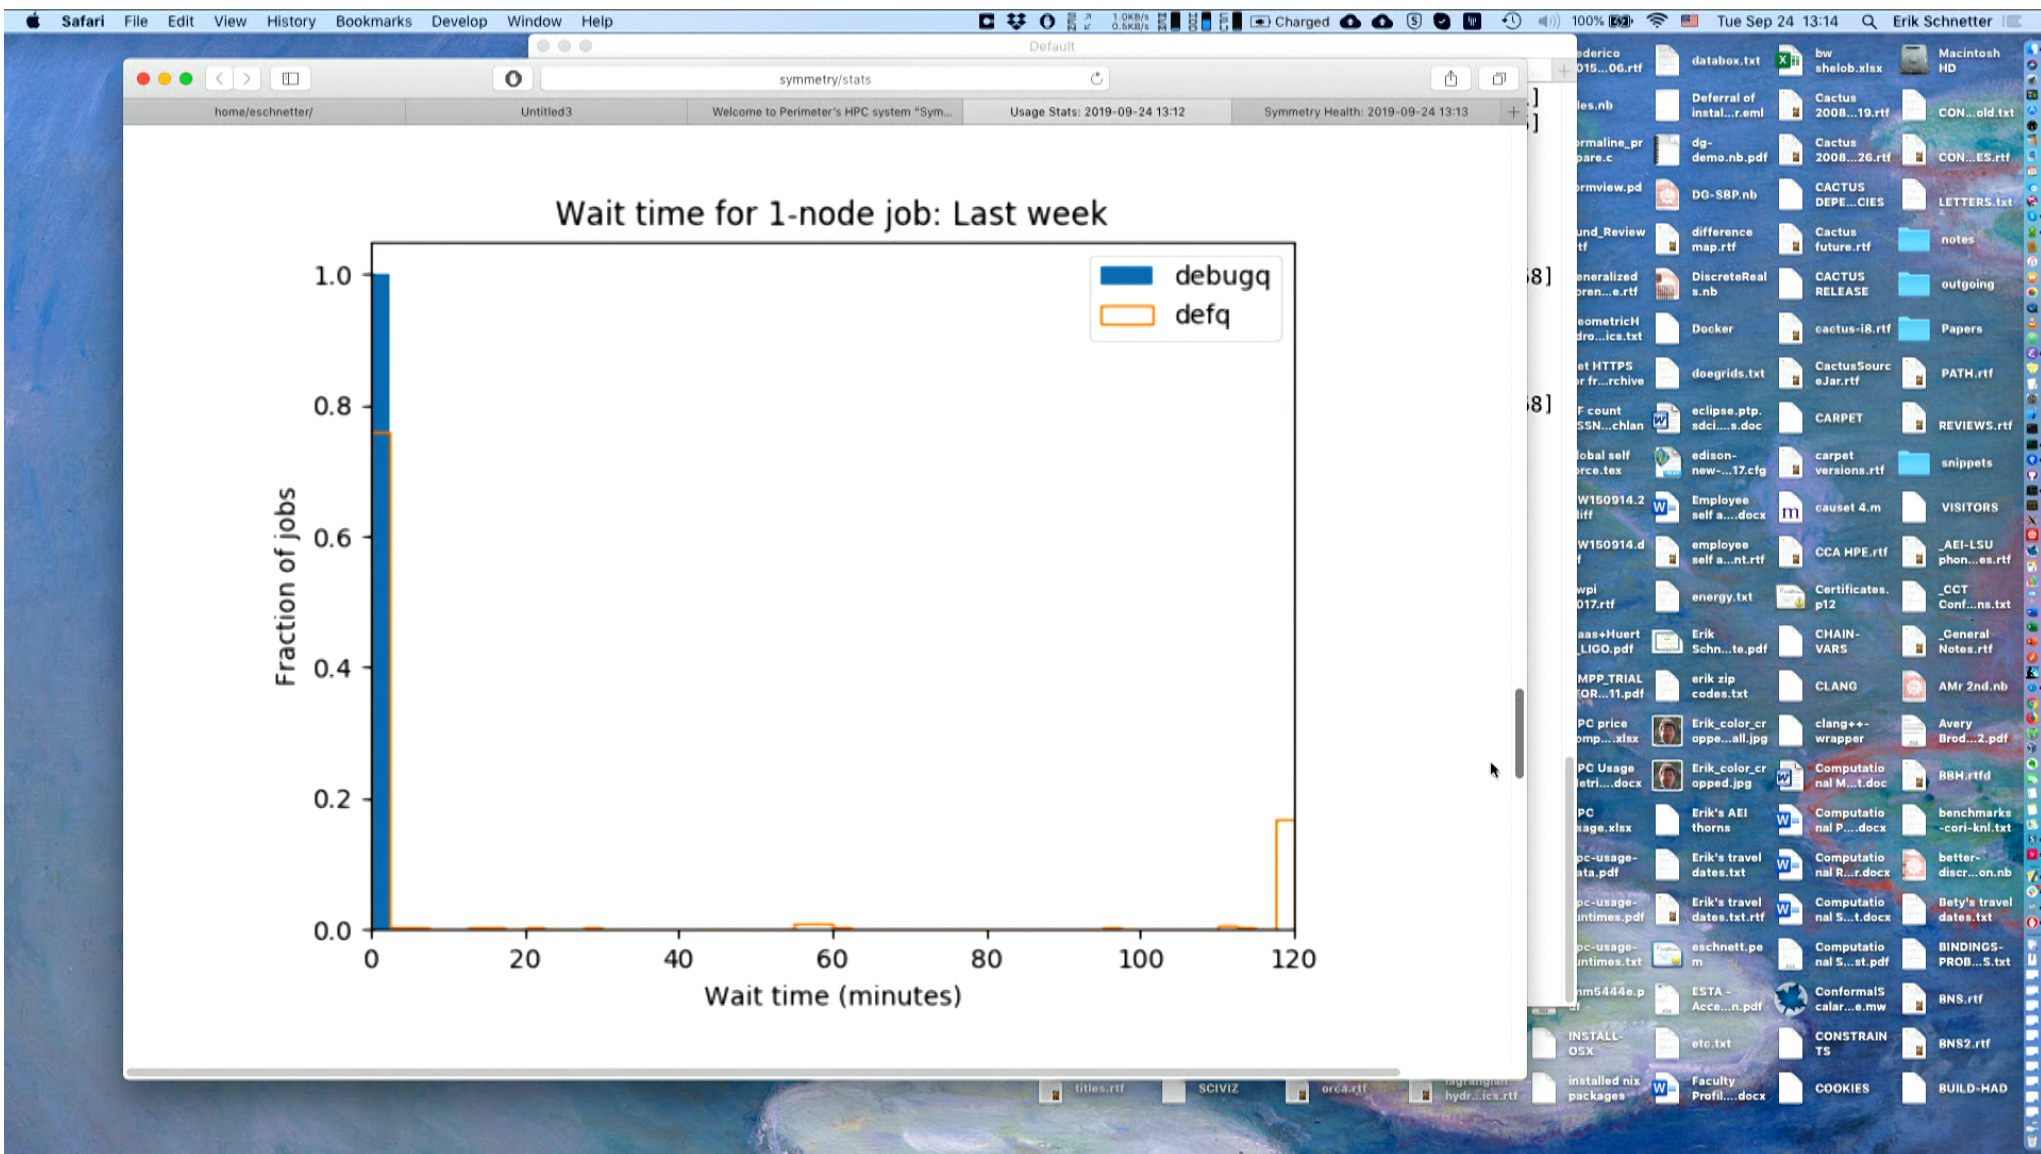 Safari File Edit View History Bookmarks Develop Window Help
1.0KB/s
0.5KB/s
Charged
100%
Tue Sep 24 13:14
Erik Schnetter
Default
symmetry/stats
home/eschnetter/
Untitled3
Welcome to Perimeter's HPC system "Sym...
Usage Stats: 2019-09-24 13:12
Symmetry Health: 2019-09-24 13:13
Wait time for 1-node job: Last week
debugq
defq
1.0
0.8
0.6
0.4
0.2
0.0
Fraction of jobs
0 20 40 60 80 100 120
Wait time (minutes)
databox.txt
bw
shelob.xlsx
Macintosh
HD
Deferral of
instal...r.eml
Cactus
2008...19.rtf
CON...old.txt
dg-
demo.nb.pdf
Cactus
2008...26.rtf
CON...ES.rtf
DG-SBP.nb
CACTUS
DEPE...CIES
LETTERS.txt
difference
map.rtf
Cactus
future.rtf
notes
DiscreteReal
s.nb
CACTUS
RELEASE
outgoing
Docker
cactus-i8.rtf
Papers
doegrids.txt
CactusSourc
eJar.rtf
PATH.rtf
eclipse.ptp.
sdci....s.doc
CARPET
REVIEWS.rtf
edison-
new-...17.cfg
carpet
versions.rtf
snippets
Employee
self a....docx
causet 4.m
VISITORS
employee
self a...nt.rtf
CCA HPE.rtf
_AEI-LSU
phon...es.rtf
energy.txt
Certificates.
p12
_CCT
Conf...ns.txt
Erik
Schn...te.pdf
CHAIN-
VARS
_General
Notes.rtf
erik zip
codes.txt
CLANG
AMr 2nd.nb
Erik_color_cr
oppe...all.jpg
clang++-
wrapper
Avery
Brod...2.pdf
Erik_color_cr
opped.jpg
Computatio
nal M...t.doc
BBH.rtfd
Erik's AEI
thorns
Computatio
nal P....docx
benchmarks
-cori-knl.txt
Erik's travel
dates.txt
Computatio
nal R...r.docx
better-
discr...on.nb
Erik's travel
dates.txt.rtf
Computatio
nal S...t.docx
Bety's travel
dates.txt
eschnett.pe
m
Computatio
nal S...st.pdf
BINDINGS-
PROB...S.txt
ESTA -
Acce...n.pdf
ConformalS
calar...e.mw
BNS.rtf
INSTALL-
OSX
etc.txt
CONSTRAIN
TS
BNS2.rtf
titles.rtf
SCIVIZ
orca.rtf
lagrangian
hydr...ics.rtf
installed nix
packages
Faculty
Profil....docx
COOKIES
BUILD-HAD